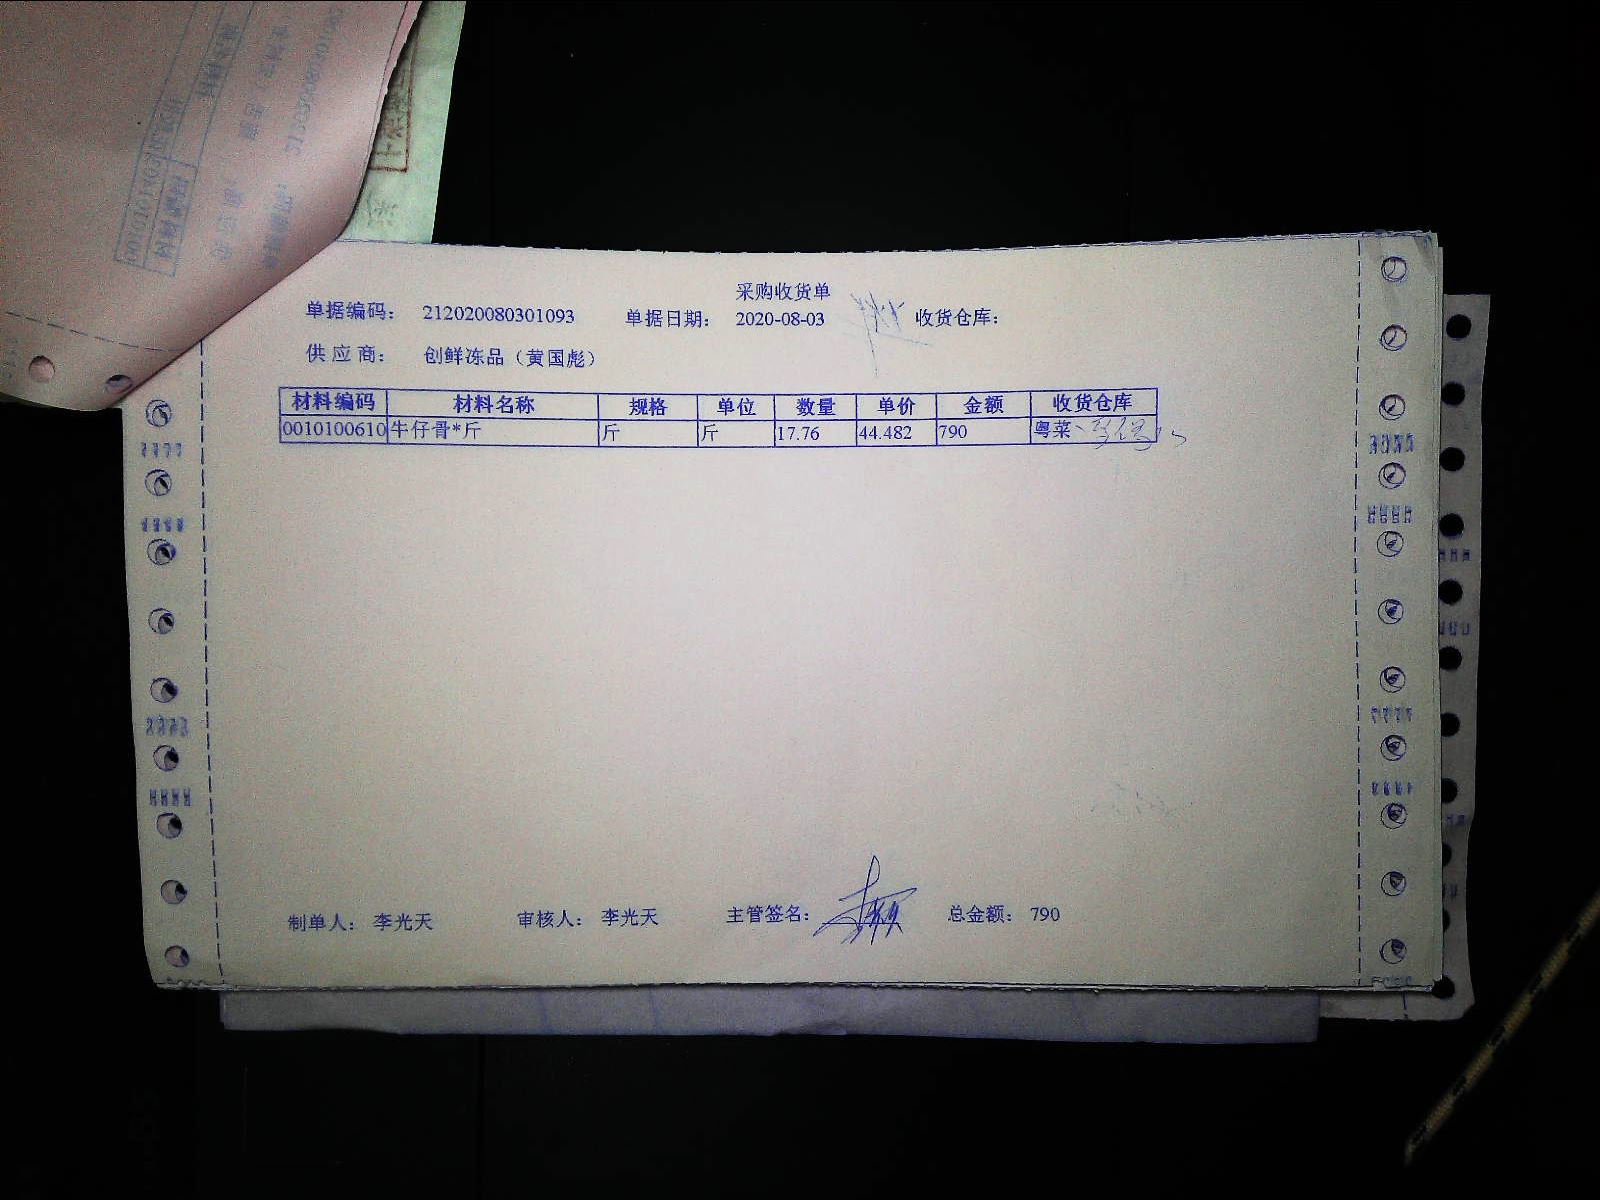 采购收货单
单据编码： 212020080301093 单据日期： 2020-08-03 收货仓库：
供 应 商： 创鲜冻品（黄国彪）
材料编码 材料名称 规格 单位 数量 单价 金额 收货仓库
0010100610 牛仔骨*斤 斤 斤 17.76 44.482 790 粤菜
制单人： 李光天 审核人： 李光天 主管签名： 总金额： 790